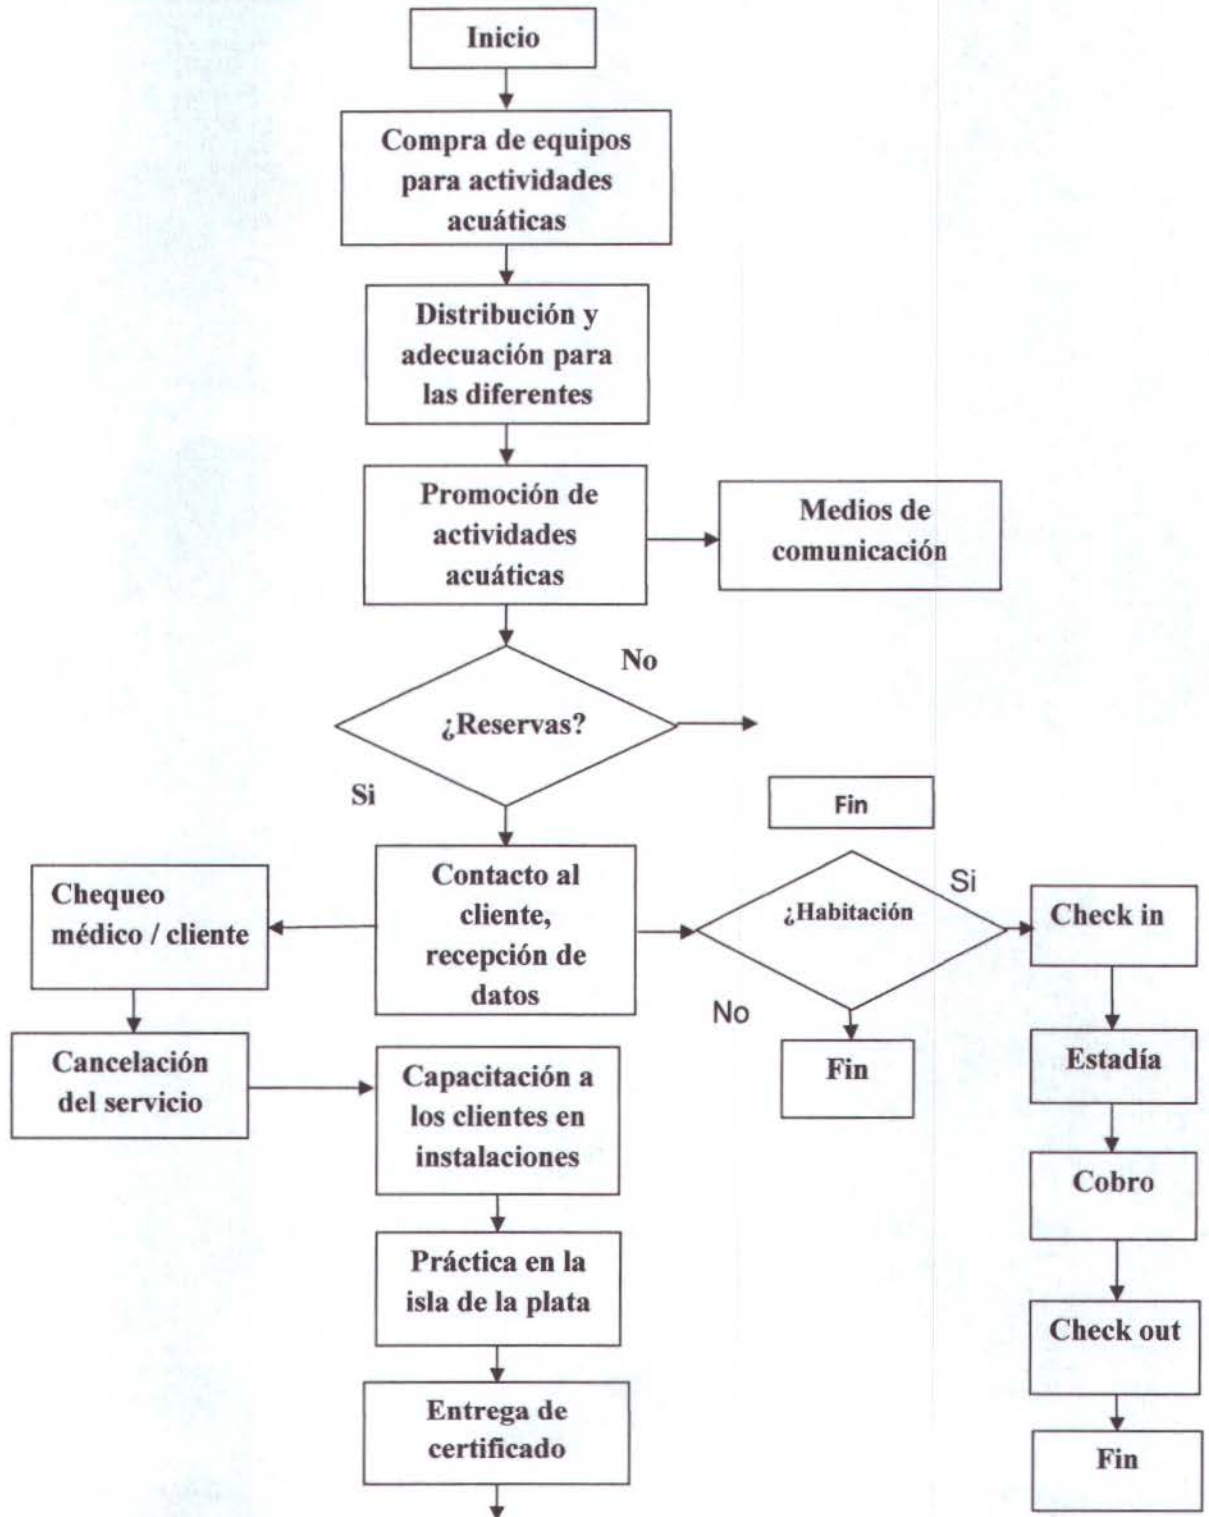 Inicio
Compra de equipos
para actividades
acuáticas
Distribución y
adecuación para
las diferentes
Promoción de
actividades
acuáticas
Medios de
comunicación
No
¿Reservas?
Si
Fin
Contacto al
cliente,
recepción de
datos
Chequeo
médico / cliente
¿Habitación
Si
Check in
No
Cancelación
del servicio
Capacitación a
los clientes en
instalaciones
Fin
Estadía
Cobro
Práctica en la
isla de la plata
Check out
Entrega de
certificado
Fin